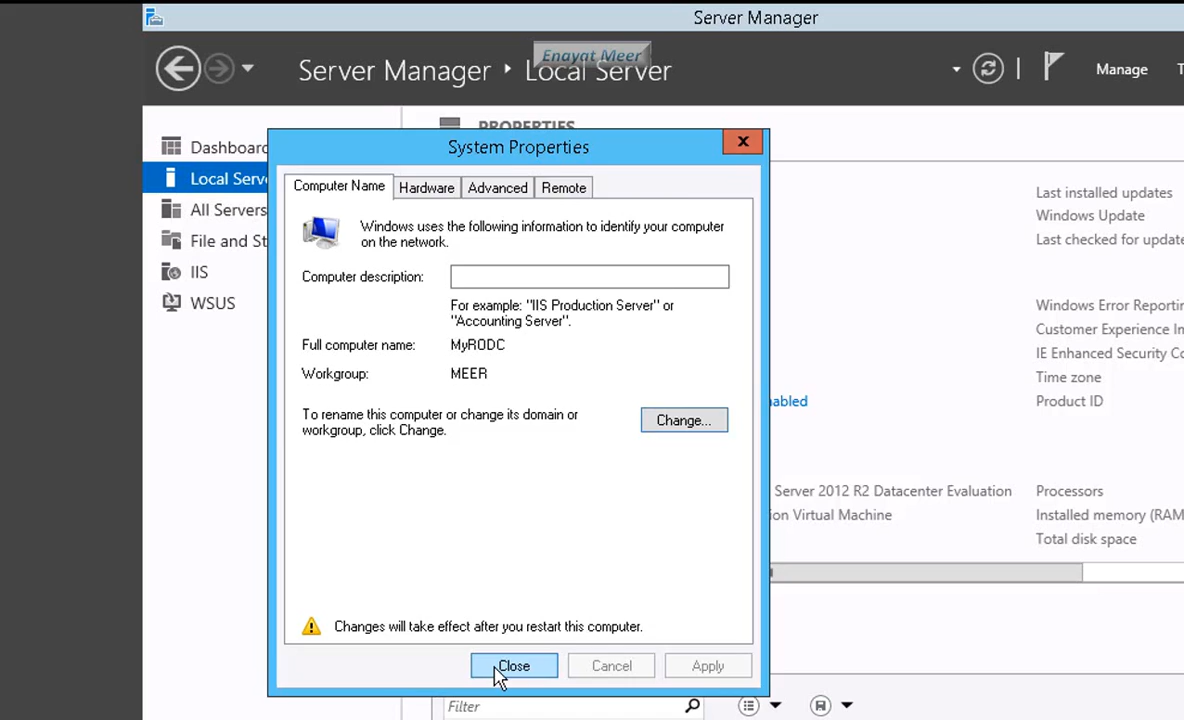 Server Manager
Enayat Meer
Server Manager ‣ Local Server
Manage
PROPERTIES
Dashboard
Local Serve
All Servers
File and St
IIS
WSUS
System Properties
Computer Name
Hardware
Advanced
Remote
Windows uses the following information to identify your computer
on the network.
Computer description:
For example: "IIS Production Server" or
"Accounting Server".
Full computer name: MyRODC
Workgroup: MEER
To rename this computer or change its domain or
workgroup, click Change.
Change...
Changes will take effect after you restart this computer.
Close
Cancel
Apply
Last installed updates
Windows Update
Last checked for update
Windows Error Reportin
Customer Experience Im
IE Enhanced Security Co
Time zone
abled
Product ID
Server 2012 R2 Datacenter Evaluation
Processors
ion Virtual Machine
Installed memory (RAM
Total disk space
Filter